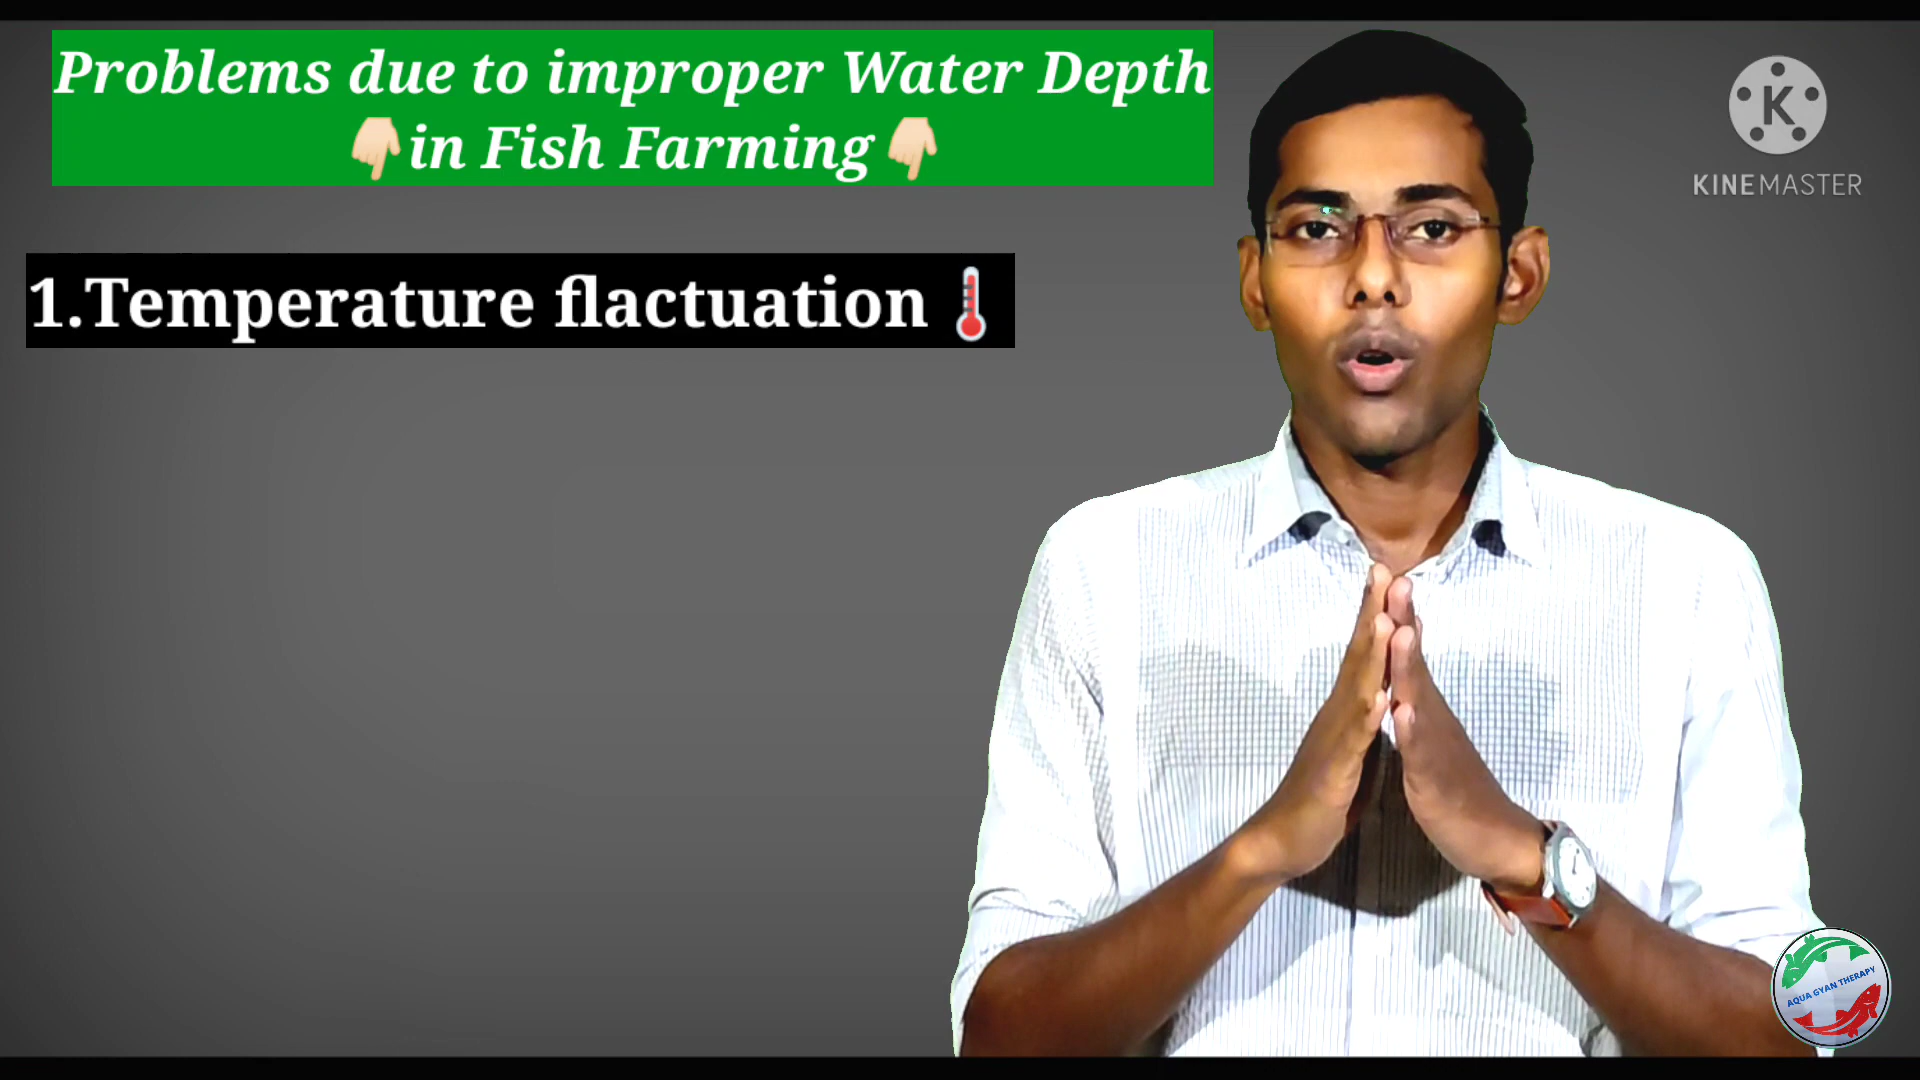 Problems due to improper Water Depth
👇🏻in Fish Farming👇🏻
K
KINEMASTER
1.Temperature flactuation🌡️
AQUA GYAN THERAPY